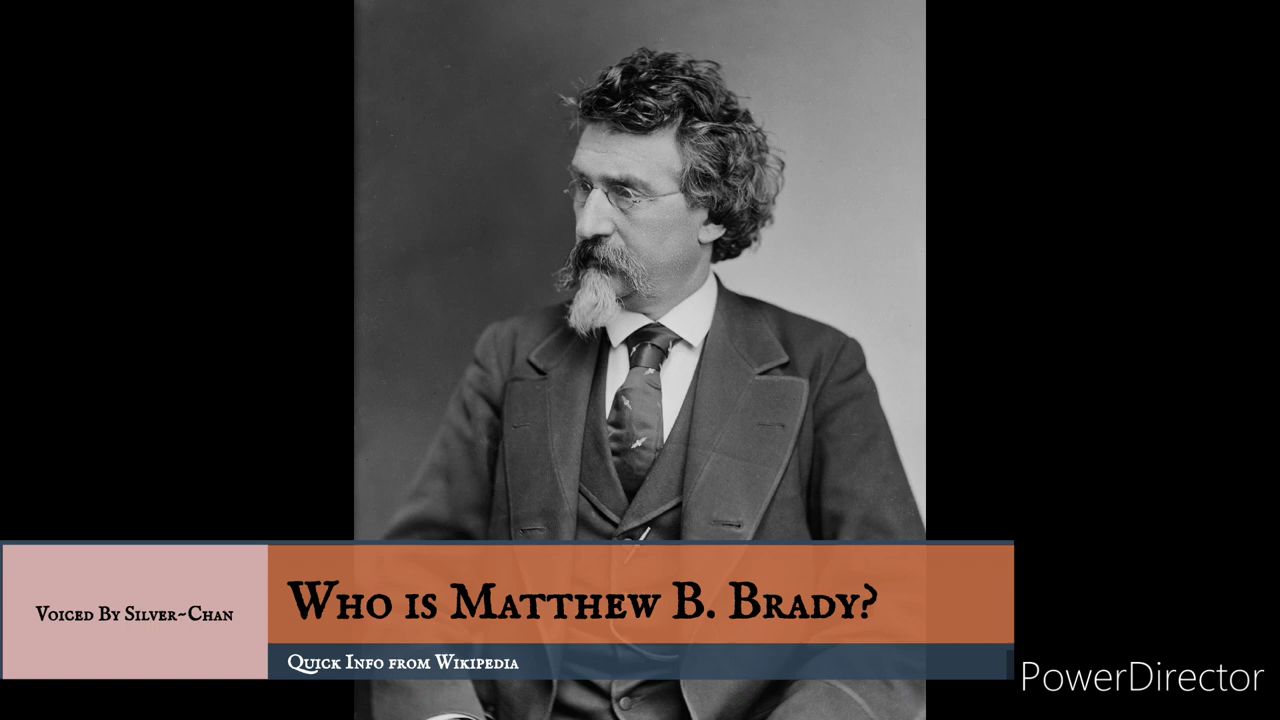 Who is Matthew B. Brady?
Voiced By Silver~Chan
Quick Info from Wikipedia
PowerDirector